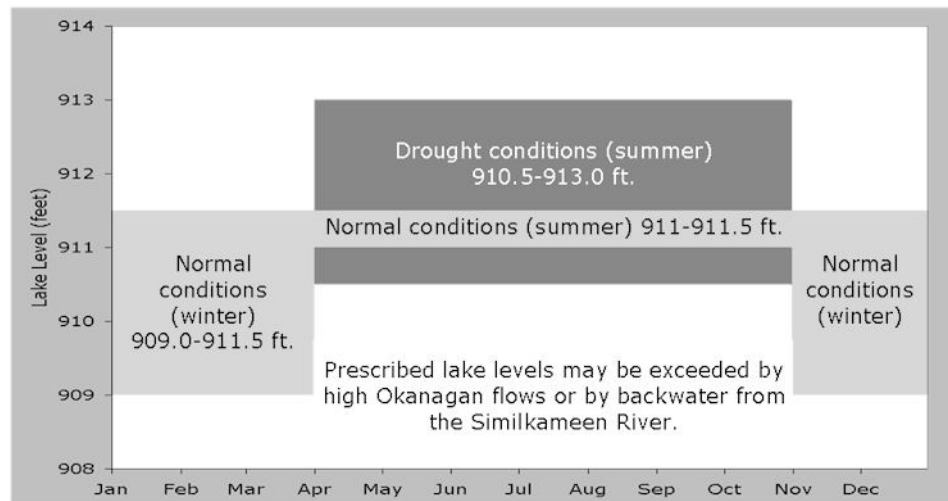 914
913
912
911
910
909
908
Lake Level (feet)
Drought conditions (summer)
910.5-913.0 ft.
Normal conditions (summer) 911-911.5 ft.
Normal
conditions
(winter)
909.0-911.5 ft.
Normal
conditions
(winter)
Prescribed lake levels may be exceeded by
high Okanagan flows or by backwater from
the Similkameen River.
Jan Feb Mar Apr May Jun Jul Aug Sep Oct Nov Dec